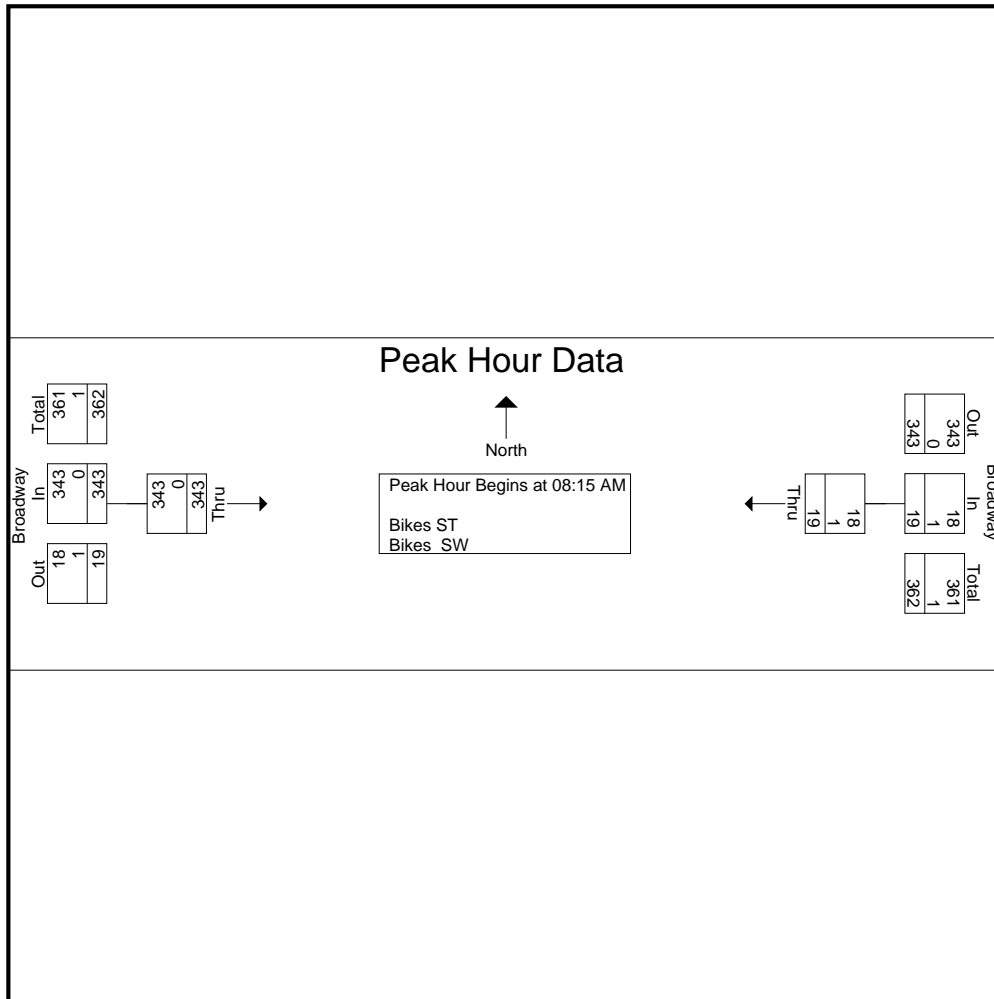 Peak Hour Data
North
Peak Hour Begins at 08:15 AM
Bikes ST
Bikes SW
Broadway
Total
361
1
362
In
343
0
343
Out
18
1
19
343
0
343
Thru
Thru
18
1
19
Broadway
Out
343
0
343
In
18
1
19
Total
361
1
362